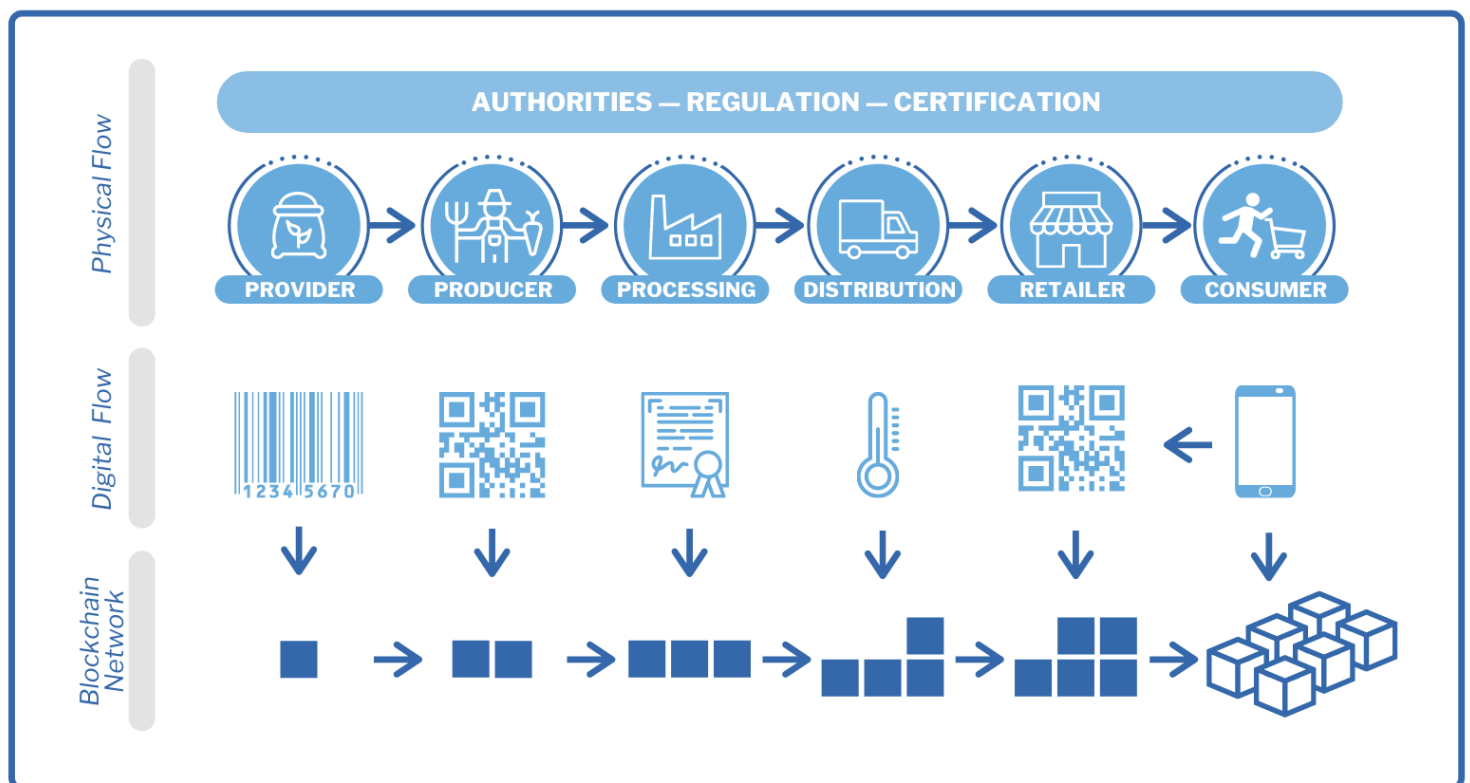 AUTHORITIES — REGULATION — CERTIFICATION
Physical Flow
PROVIDER
PRODUCER
PROCESSING
DISTRIBUTION
RETAILER
CONSUMER
Digital Flow
1234 5670
Blockchain
Network